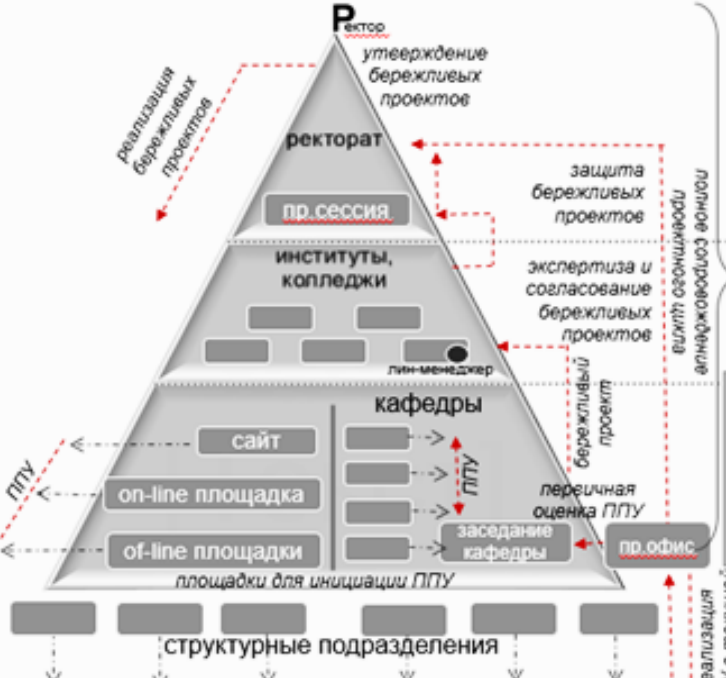 Ректор
утверждение
бережливых
проектов
реализация
бережливых
проектов
ректорат
защита
бережливых
проектов
пр.сессия
полное сопровождение
проектного цикла
институты,
колледжи
экспертиза и
согласование
бережливых
проектов
лин-менеджер
бережливый
проект
кафедры
сайт
on-line площадка
of-line площадки
ППУ
ППУ
первичная
оценка ППУ
заседание
кафедры
пр.офис
площадки для инициации ППУ
структурные подразделения